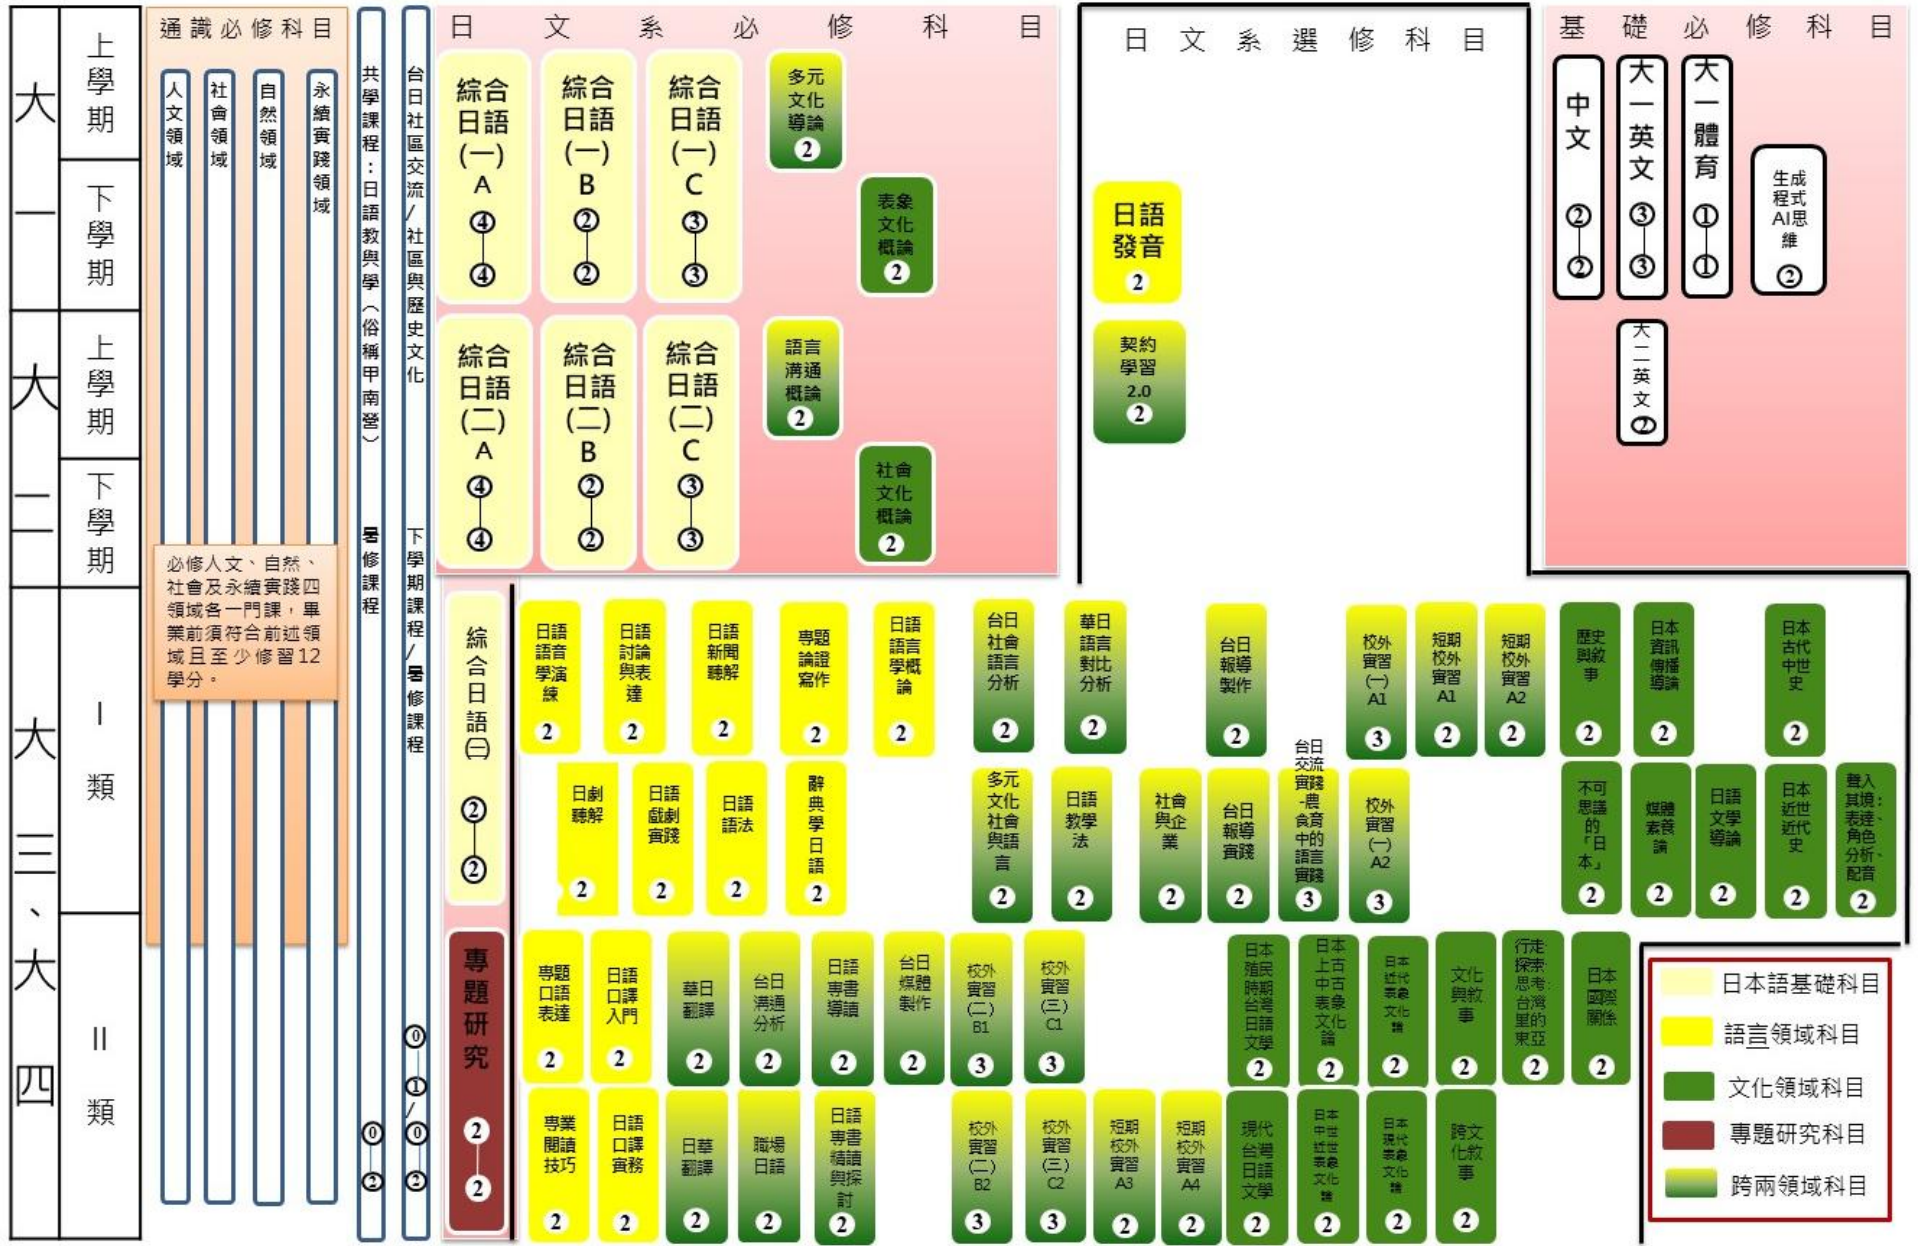 大一
上學期
下學期
大二
上學期
下學期
大三、大四
I
類
II
類
通識必修科目
人文領域
社會領域
自然領域
永續實踐領域
必修人文、自然、
社會及永續實踐四
領域各一門課，畢
業前須符合前述領
域且至少修習12
學分。
共學課程：日語教與學（俗稱甲南營） 暑修課程
0
2
台日社區交流/社區與歷史文化 下學期課程/暑修課程
0
1
/
0
2
日文系必修科目
綜合
日語
(一)
A
4
4
綜合
日語
(一)
B
2
2
綜合
日語
(一)
C
3
3
多元
文化
導論
2
表象
文化
概論
2
綜合
日語
(二)
A
4
4
綜合
日語
(二)
B
2
2
綜合
日語
(二)
C
3
3
語言
溝通
概論
2
社會
文化
概論
2
日文系選修科目
日語
發音
2
契約
學習
2.0
2
基礎必修科目
中文
2
2
大一英文
3
3
大一體育
1
1
生成
程式
AI思
維
2
大二英文
2
綜合日語(三)
2
2
日語
語音
學演
練
2
日語
討論
與表
達
2
日語
新聞
聽解
2
專題
論證
寫作
2
日語
語言
學概
論
2
台日
社會
語言
分析
2
華日
語言
對比
分析
2
台日
報導
製作
2
校外
實習
(一)
A1
3
短期
校外
實習
A1
2
短期
校外
實習
A2
2
歷史
與敘
事
2
日本
資訊
傳播
導論
2
日本
古代
中世
史
2
日劇
聽解
2
日語
戲劇
實踐
2
日語
語法
2
辭典學日語
2
多元
文化
社會
與語
言
2
日語
教學
法
2
社會
與企
業
2
台日
報導
實踐
2
台日
交流
實踐
-農
食育
中的
語言
實踐
3
校外
實習
(一)
A2
3
不可
思議
的
「日
本」
2
媒體
素養
論
2
日語
文學
導論
2
日本
近世
近代
史
2
聲入
其境：
表達、
角色
分析、
配音
2
專題研究
2
2
專題
口語
表達
2
日語
口譯
入門
2
華日
翻譯
2
台日
溝通
分析
2
日語
專書
導讀
2
台日
媒體
製作
2
校外
實習
(二)
B1
3
校外
實習
(三)
C1
3
日本
殖民
時期
台灣
日語
文學
2
日本
上古
中古
表象
文化
論
2
日本
近代
表象
文化
論
2
文化
與敘
事
2
行走·
探索·
思考：
台灣
里的
東亞
2
日本
國際
關係
2
專業
閱讀
技巧
2
日語
口譯
實務
2
日華
翻譯
2
職場
日語
2
日語
專書
精讀
與探
討
2
校外
實習
(二)
B2
3
校外
實習
(三)
C2
3
短期
校外
實習
A3
2
短期
校外
實習
A4
2
現代
台灣
日語
文學
2
日本
中世
近世
表象
文化
論
2
日本
現代
表象
文化
論
2
跨文
化敘
事
2
日本語基礎科目
語言領域科目
文化領域科目
專題研究科目
跨兩領域科目